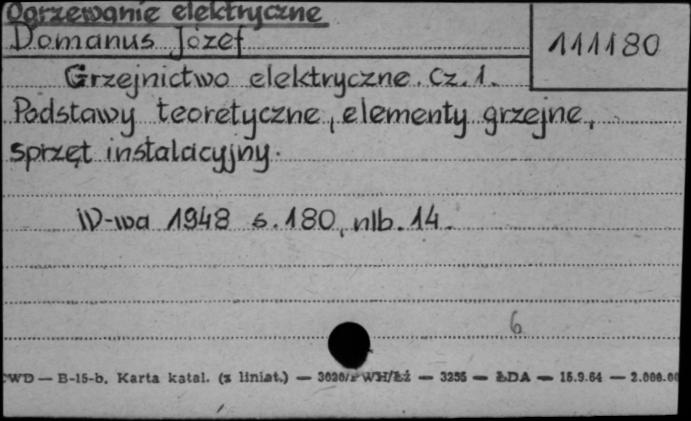 Ogrzewanie elektryczne
Domanus Józef
111180
Grzejnictwo elektryczne. Cz. 1.
Podstawy teoretyczne, elementy grzejne,
sprzęt instalacyjny.
W-wa 1948 s. 180, nlb. 14.
6
CWD — B-15-b. Karta katal. (z liniat.) — 3020/PWH/Łź — 3255 — ŁDA — 15.9.64 — 2.000.00